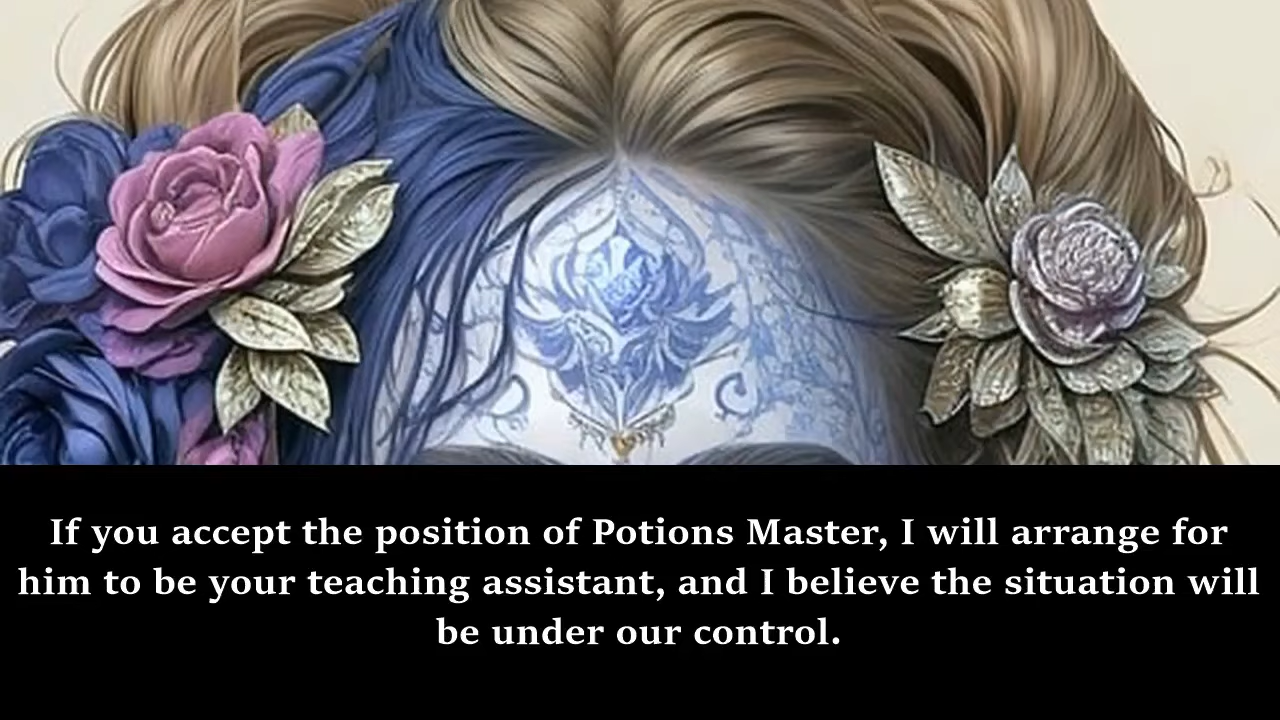 If you accept the position of Potions Master, I will arrange for
him to be your teaching assistant, and I believe the situation will
be under our control.